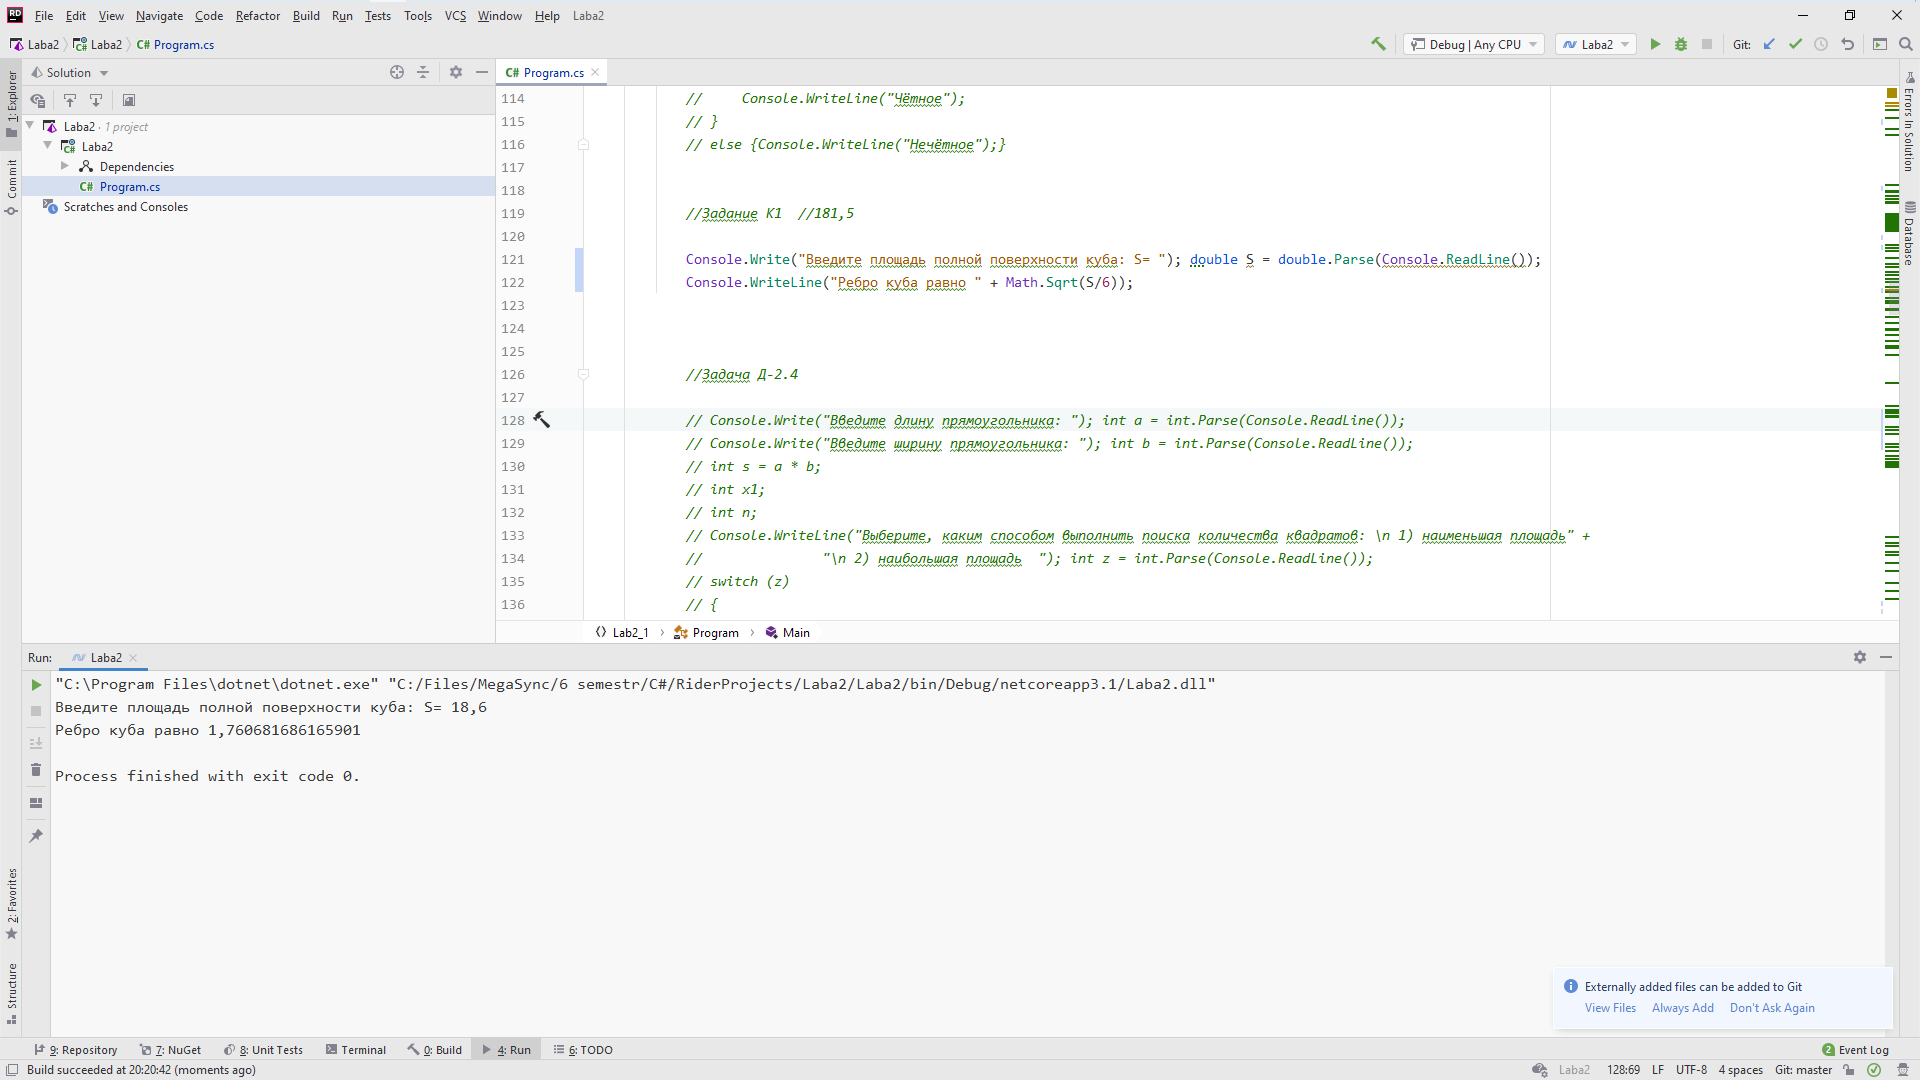 RD File Edit View Navigate Code Refactor Build Run Tests Tools VCS Window Help Laba2
Laba2 Laba2 C# Program.cs Debug | Any CPU Laba2 Git:
Solution
C# Program.cs
1: Explorer
Commit
Laba2 · 1 project
Laba2
Dependencies
C# Program.cs
Scratches and Consoles
114 // Console.WriteLine("Чётное");
115 // }
116 // else {Console.WriteLine("Нечётное");}
117
118
119 //Задание К1 //181,5
120
121 Console.Write("Введите площадь полной поверхности куба: S= "); double S = double.Parse(Console.ReadLine());
122 Console.WriteLine("Ребро куба равно " + Math.Sqrt(S/6));
123
124
125
126 //Задача Д-2.4
127
128 // Console.Write("Введите длину прямоугольника: "); int a = int.Parse(Console.ReadLine());
129 // Console.Write("Введите ширину прямоугольника: "); int b = int.Parse(Console.ReadLine());
130 // int s = a * b;
131 // int x1;
132 // int n;
133 // Console.WriteLine("Выберите, каким способом выполнить поиска количества квадратов: \n 1) наименьшая площадь" +
134 // "\n 2) наибольшая площадь "); int z = int.Parse(Console.ReadLine());
135 // switch (z)
136 // {
Errors In Solution
Database
Lab2_1 Program Main
Run: Laba2
"C:\Program Files\dotnet\dotnet.exe" "C:/Files/MegaSync/6 semestr/C#/RiderProjects/Laba2/Laba2/bin/Debug/netcoreapp3.1/Laba2.dll"
Введите площадь полной поверхности куба: S= 18,6
Ребро куба равно 1,760681686165901
Process finished with exit code 0.
2: Favorites
Structure
Externally added files can be added to Git
View Files Always Add Don't Ask Again
9: Repository 7: NuGet 8: Unit Tests Terminal 0: Build 4: Run 6: TODO 2 Event Log
Build succeeded at 20:20:42 (moments ago) Laba2 128:69 LF UTF-8 4 spaces Git: master